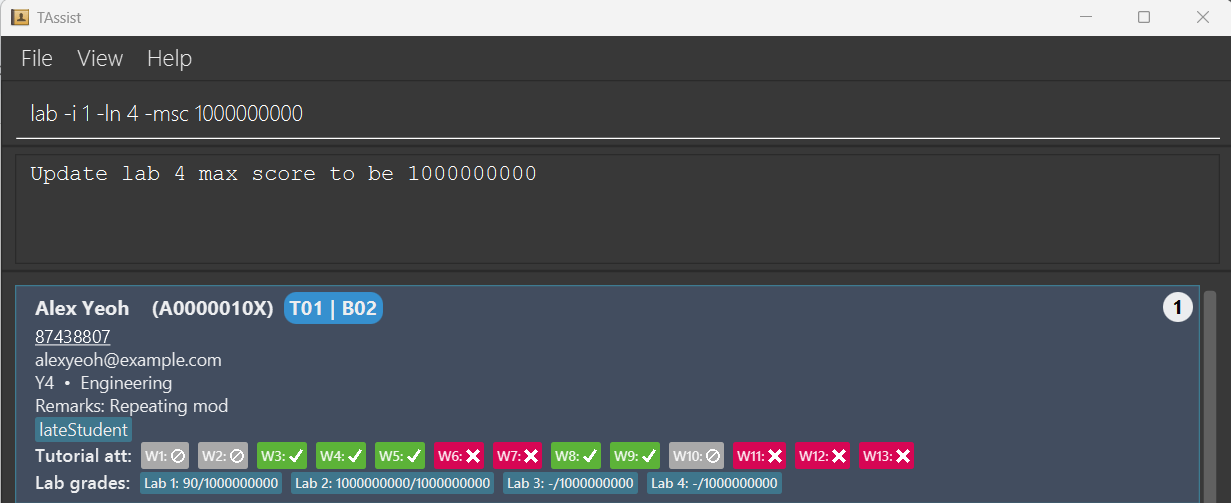 TAssist
File View Help
lab -i 1 -ln 4 -msc 1000000000
Update lab 4 max score to be 1000000000
Alex Yeoh (A0000010X) T01 | B02 1
87438807
alexyeoh@example.com
Y4 • Engineering
Remarks: Repeating mod
lateStudent
Tutorial att: W1: W2: W3: W4: W5: W6: W7: W8: W9: W10: W11: W12: W13:
Lab grades: Lab 1: 90/1000000000 Lab 2: 1000000000/1000000000 Lab 3: -/1000000000 Lab 4: -/1000000000